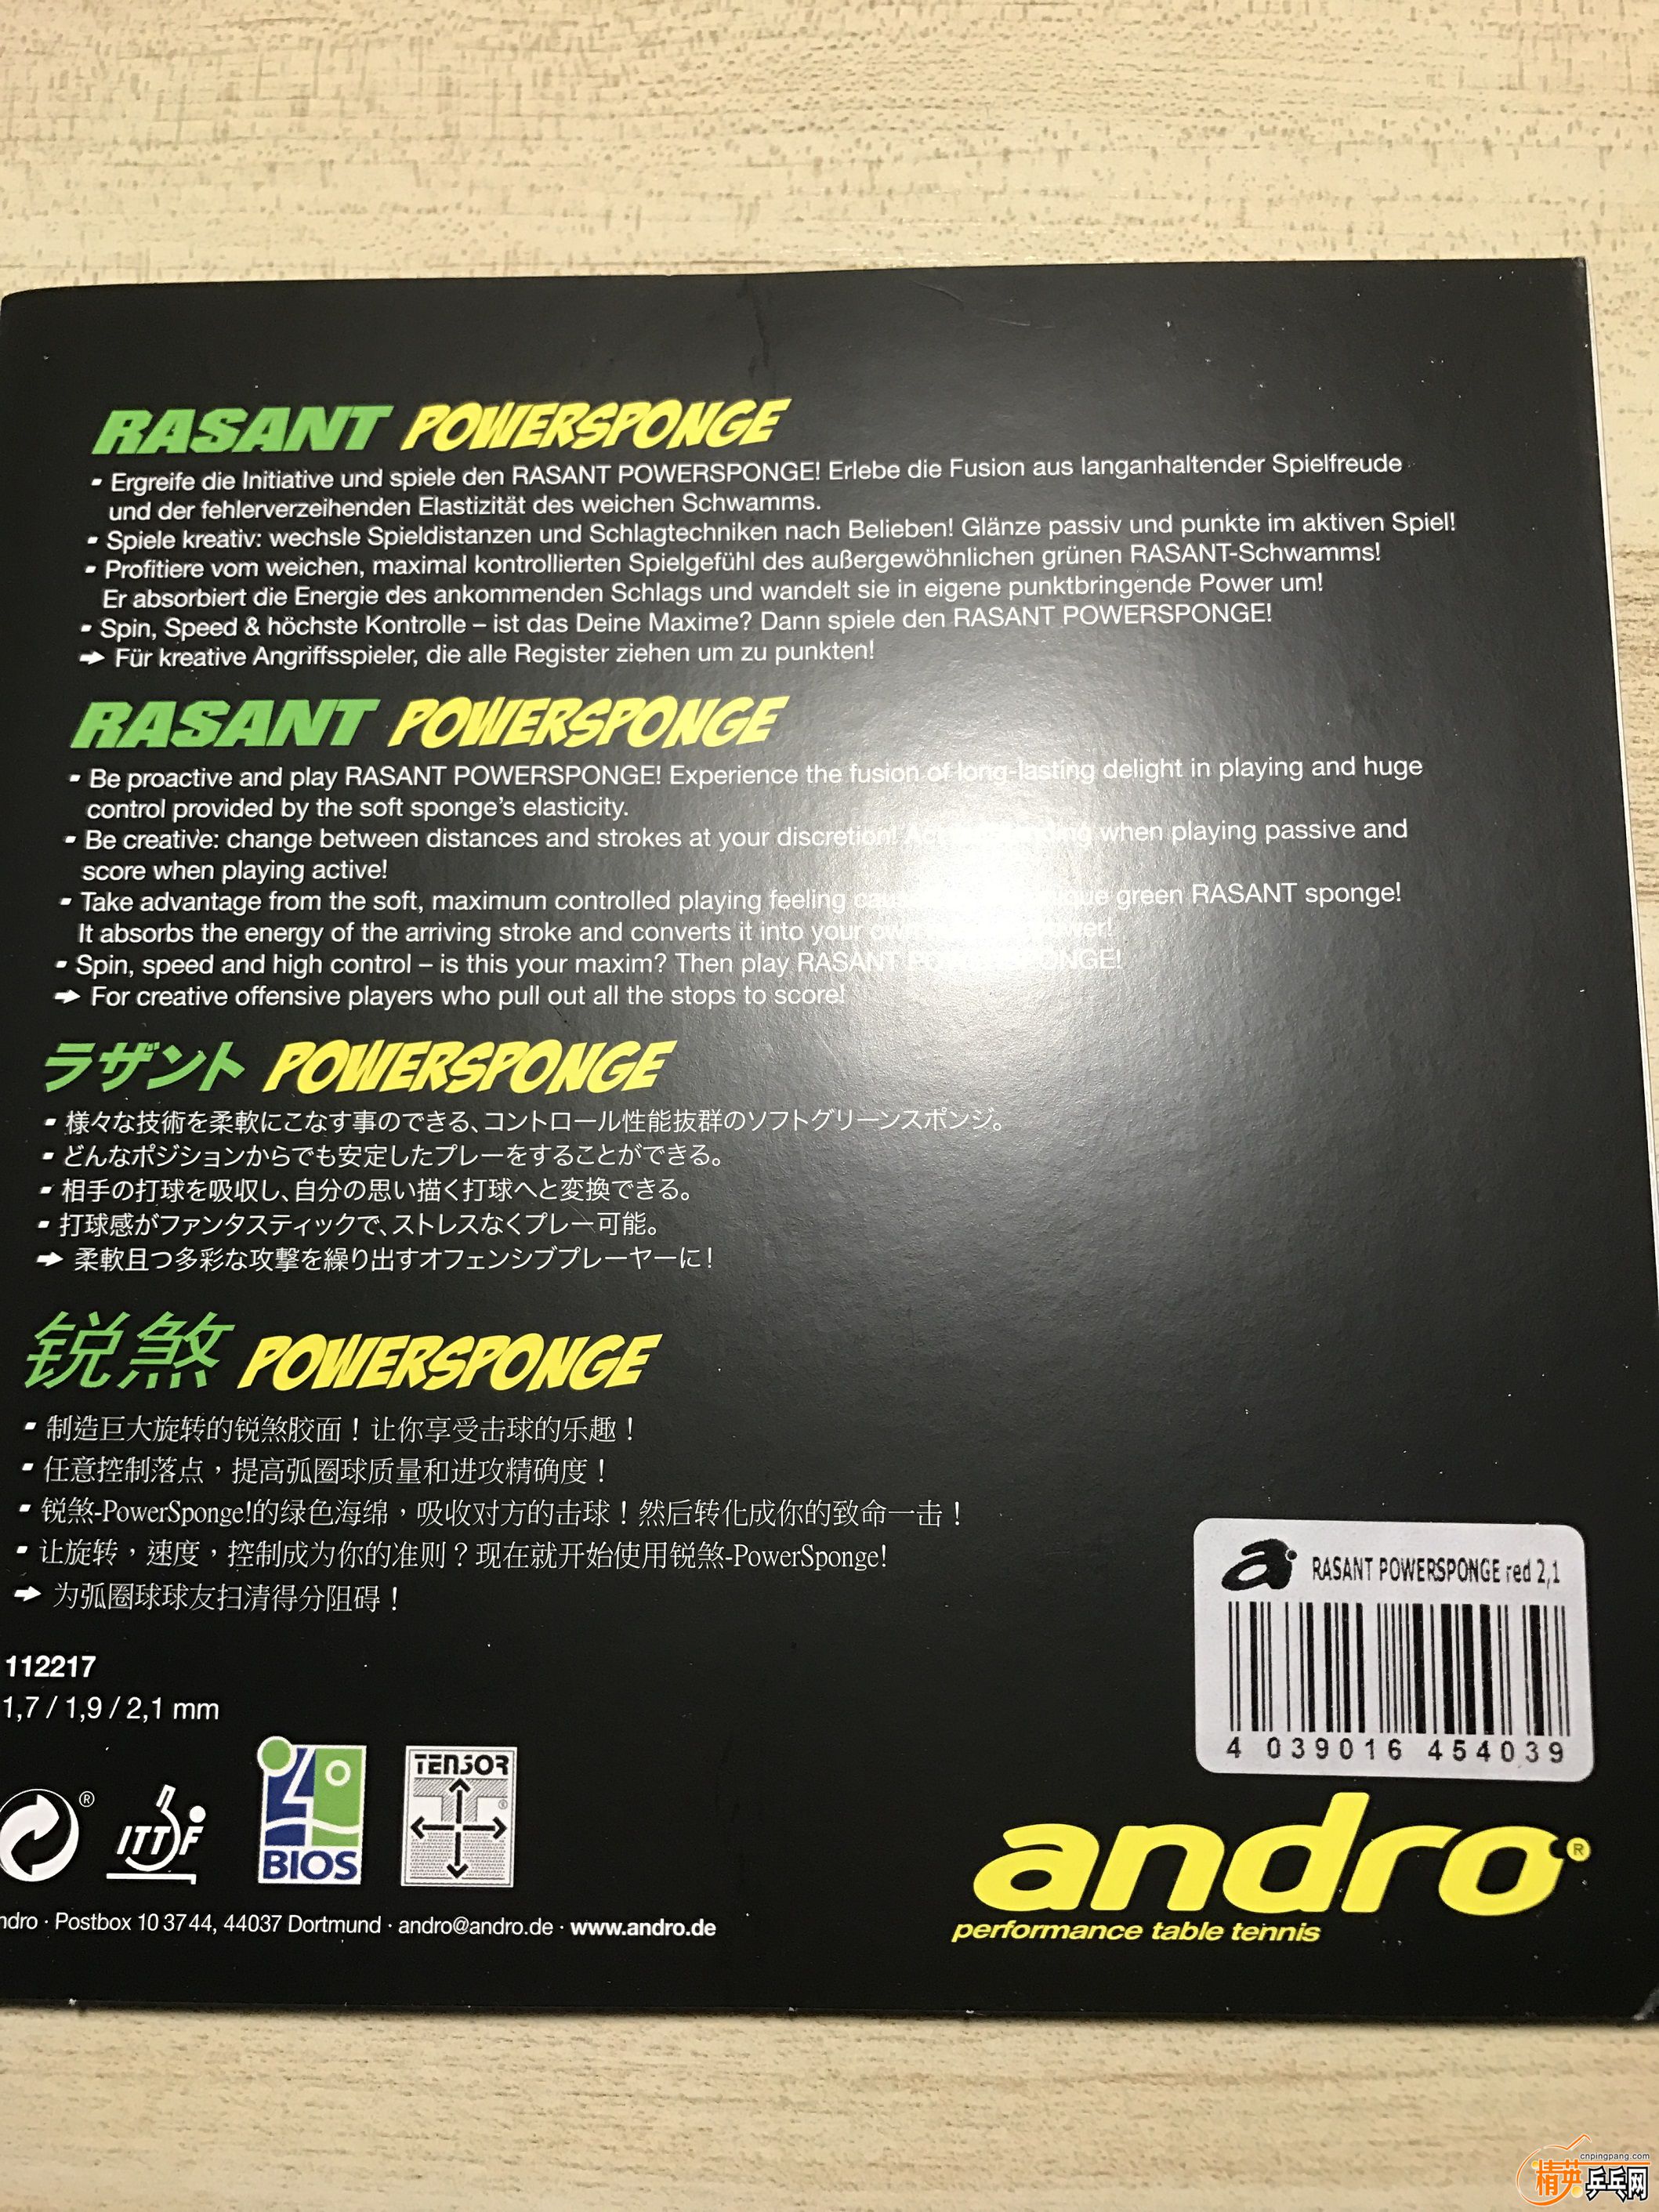 RASANT POWERSPONGE
- Ergreife die Initiative und spiele den RASANT POWERSPONGE! Erlebe die Fusion aus langanhaltender Spielfreude
und der fehlerverzeihenden Elastizität des weichen Schwamms.
- Spiele kreativ: wechsle Spieldistanzen und Schlagtechniken nach Belieben! Glänze passiv und punkte im aktiven Spiel!
- Profitiere vom weichen, maximal kontrollierten Spielgefühl des außergewöhnlichen grünen RASANT-Schwamms!
Er absorbiert die Energie des ankommenden Schlags und wandelt sie in eigene punktbringende Power um!
- Spin, Speed & höchste Kontrolle – ist das Deine Maxime? Dann spiele den RASANT POWERSPONGE!
➔ Für kreative Angriffsspieler, die alle Register ziehen um zu punkten!
RASANT POWERSPONGE
- Be proactive and play RASANT POWERSPONGE! Experience the fusion of long-lasting delight in playing and huge
control provided by the soft sponge's elasticity.
- Be creative: change between distances and strokes at your discretion! when playing passive and
score when playing active!
- Take advantage from the soft, maximum controlled playing feeling green RASANT sponge!
It absorbs the energy of the arriving stroke and converts it into your own
- Spin, speed and high control – is this your maxim? Then play RASANT POWERSPONGE!
➔ For creative offensive players who pull out all the stops to score!
ラザント POWERSPONGE
- 様々な技術を柔軟にこなす事のできる、コントロール性能抜群のソフトグリーンスポンジ。
- どんなポジションからでも安定したプレーをすることができる。
- 相手の打球を吸収し、自分の思い描く打球へと変換できる。
- 打球感がファンタスティックで、ストレスなくプレー可能。
➔ 柔軟且つ多彩な攻撃を繰り出すオフェンシブプレーヤーに!
锐煞 POWERSPONGE
- 制造巨大旋转的锐煞胶面!让你享受击球的乐趣!
- 任意控制落点,提高弧圈球质量和进攻精确度!
- 锐煞-PowerSponge!的绿色海绵,吸收对方的击球!然后转化成你的致命一击!
- 让旋转,速度,控制成为你的准则?现在就开始使用锐煞-PowerSponge!
➔ 为弧圈球球友扫清得分阻碍!
RASANT POWERSPONGE red 2,1
4 039016 454039
112217
1,7 / 1,9 / 2,1 mm
® ITTF BIOS TENSOR ®
andro®
performance table tennis
ndro · Postbox 10 37 44, 44037 Dortmund · andro@andro.de · www.andro.de
cnpingpang.com
精英乒乓网